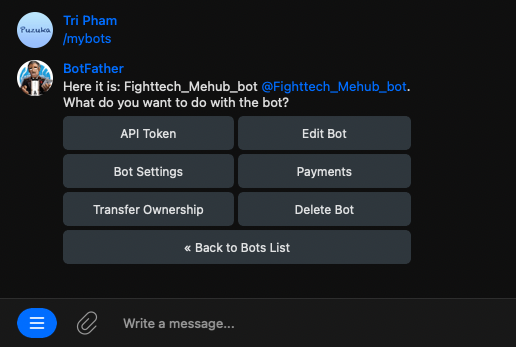 Puzuka
Tri Pham
/mybots
BotFather
Here it is: Fighttech_Mehub_bot @Fighttech_Mehub_bot.
What do you want to do with the bot?
API Token
Edit Bot
Bot Settings
Payments
Transfer Ownership
Delete Bot
« Back to Bots List
Write a message...